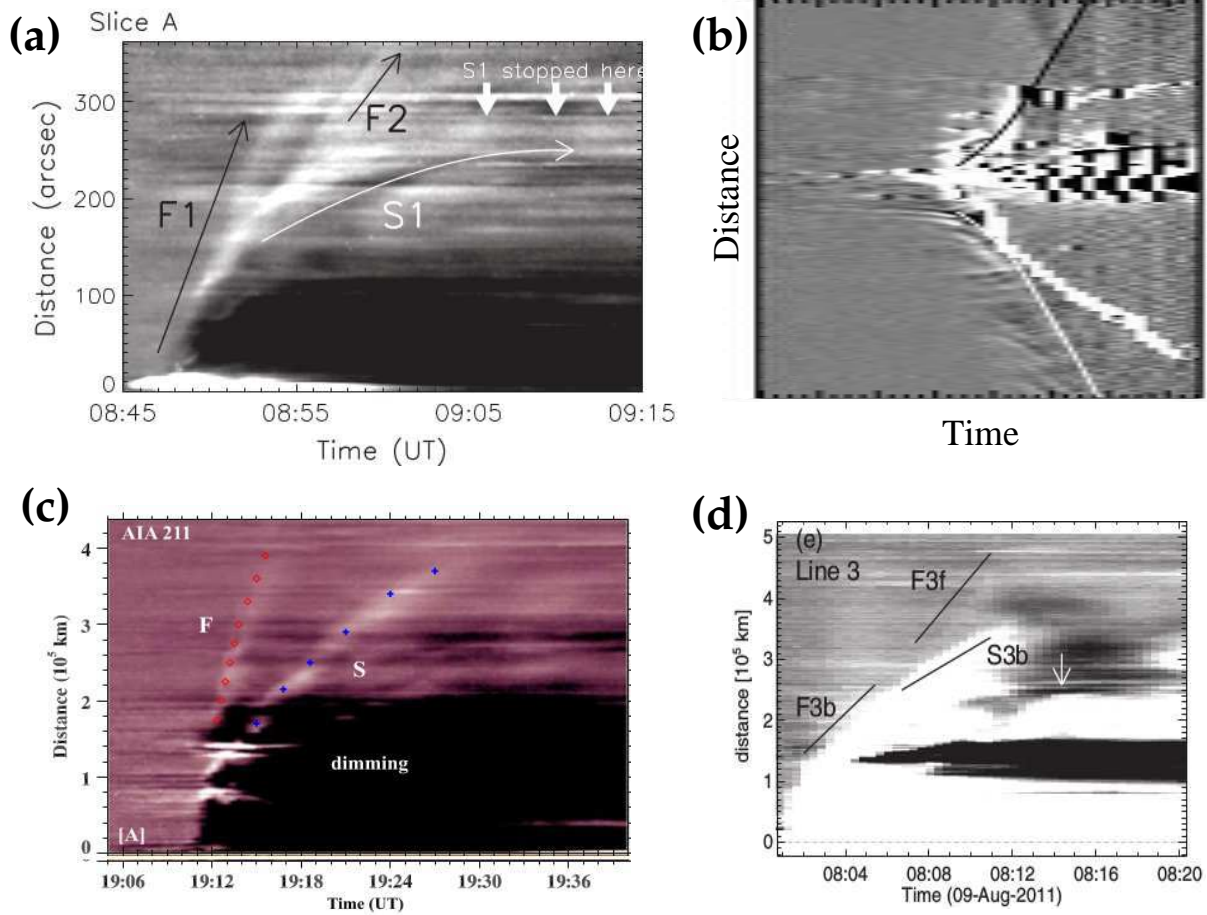 (a)
Slice A
Distance (arcsec)
300
200
100
0
F1
F2
S1
S1 stopped here
08:45
08:55
09:05
09:15
Time (UT)
(b)
Distance
Time
(c)
AIA 211
Distance (10⁵ km)
4
3
2
1
0
F
S
dimming
[A]
19:06
19:12
19:18
19:24
19:30
19:36
Time (UT)
(d)
(e)
Line 3
distance [10⁵ km]
5
4
3
2
1
0
F3f
S3b
F3b
08:04
08:08
08:12
08:16
08:20
Time (09-Aug-2011)